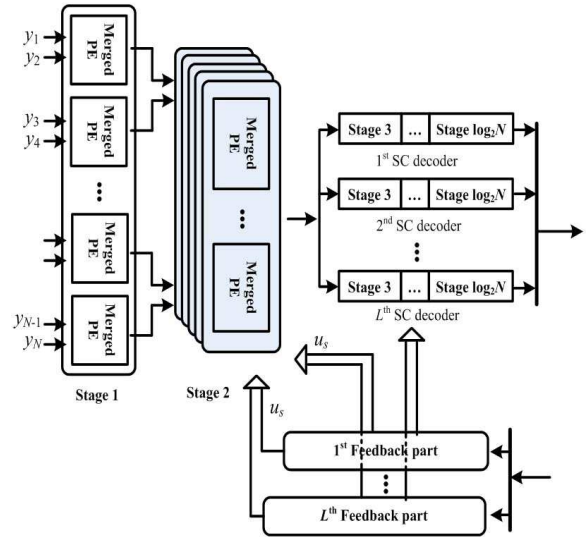 y1
y2
Merged PE
y3
y4
Merged PE
...
Merged PE
yN-1
yN
Merged PE
Stage 1
Merged PE
...
Merged PE
Stage 2
Stage 3 ... Stage log2N
1st SC decoder
Stage 3 ... Stage log2N
2nd SC decoder
...
Stage 3 ... Stage log2N
Lth SC decoder
us
us
1st Feedback part
...
Lth Feedback part